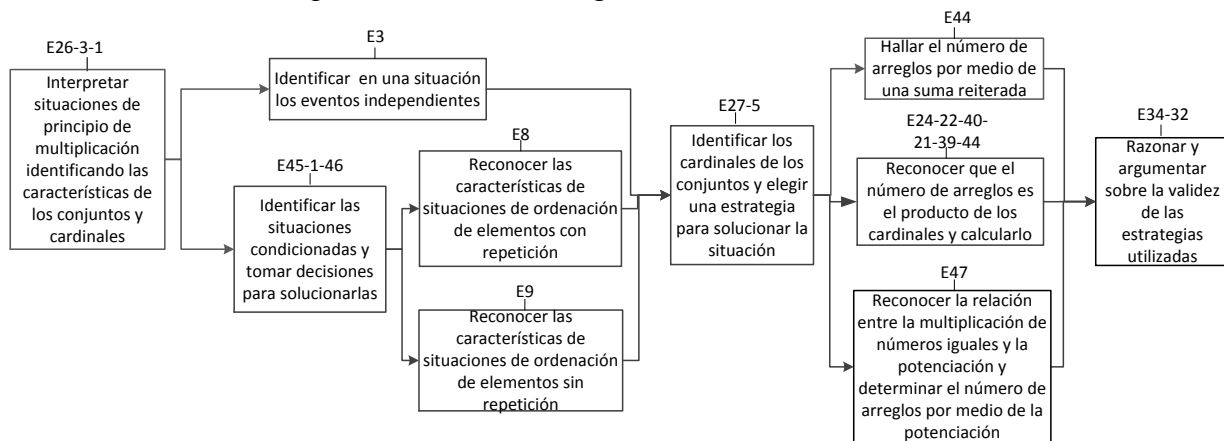 E26-3-1
Interpretar
situaciones de
principio de
multiplicación
identificando las
características de
los conjuntos y
cardinales
E3
Identificar en una situación
los eventos independientes
E45-1-46
Identificar las
situaciones
condicionadas y
tomar decisiones
para solucionarlas
E8
Reconocer las
características de
situaciones de ordenación
de elementos con
repetición
E9
Reconocer las
características de
situaciones de ordenación
de elementos sin
repetición
E27-5
Identificar los
cardinales de los
conjuntos y elegir
una estrategia
para solucionar la
situación
E44
Hallar el número de
arreglos por medio de
una suma reiterada
E24-22-40-
21-39-44
Reconocer que el
número de arreglos es
el producto de los
cardinales y calcularlo
E47
Reconocer la relación
entre la multiplicación de
números iguales y la
potenciación y
determinar el número de
arreglos por medio de la
potenciación
E34-32
Razonar y
argumentar
sobre la validez
de las
estrategias
utilizadas